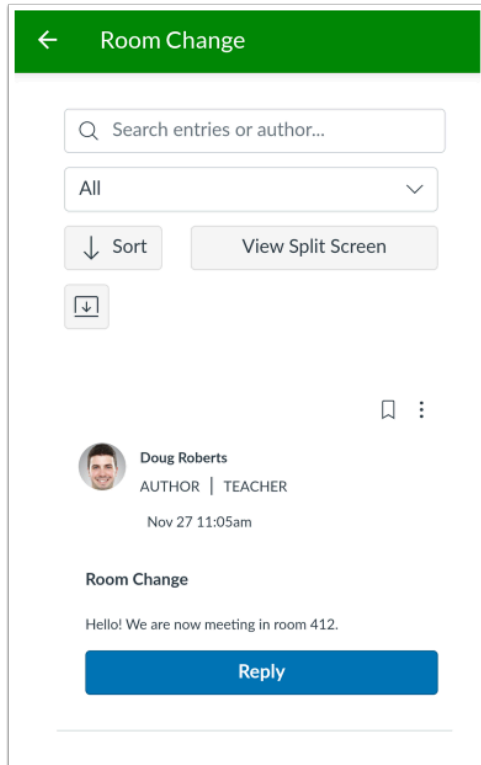 Room Change
Search entries or author...
All
Sort
View Split Screen
Doug Roberts
AUTHOR | TEACHER
Nov 27 11:05am
Room Change
Hello! We are now meeting in room 412.
Reply